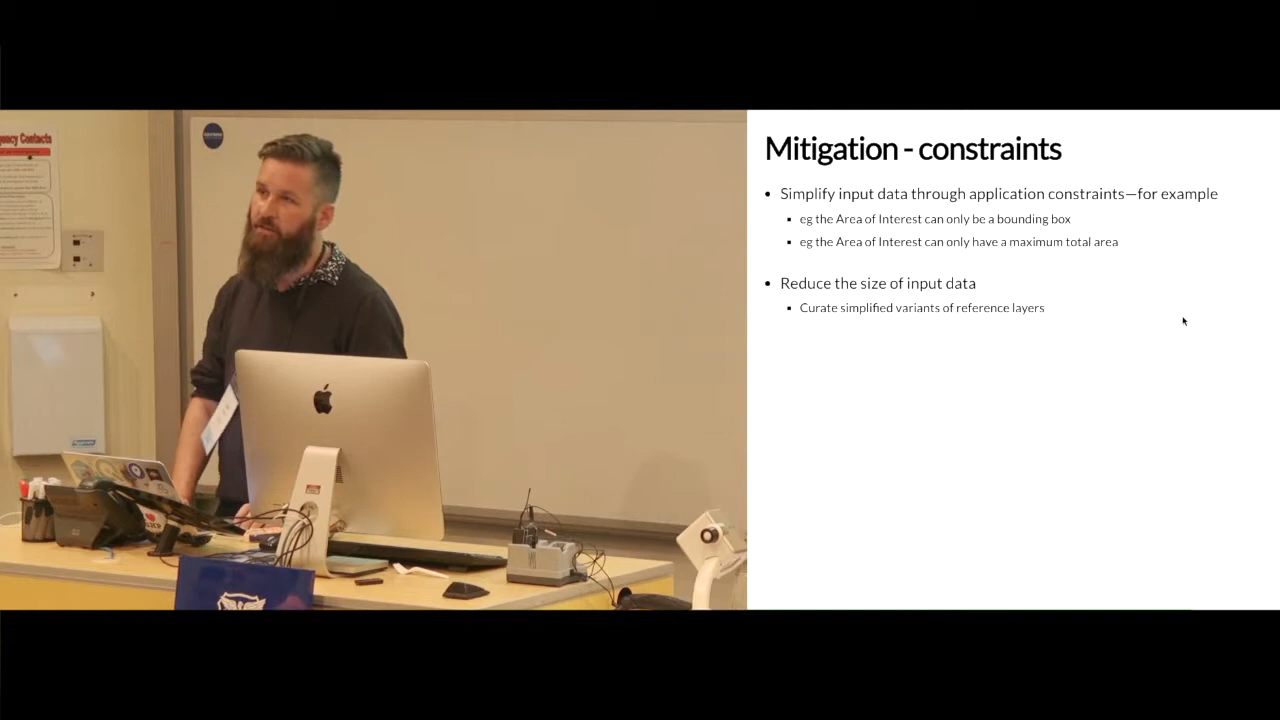 ency Contacts
Mitigation - constraints
• Simplify input data through application constraints—for example
▪ eg the Area of Interest can only be a bounding box
▪ eg the Area of Interest can only have a maximum total area
• Reduce the size of input data
▪ Curate simplified variants of reference layers